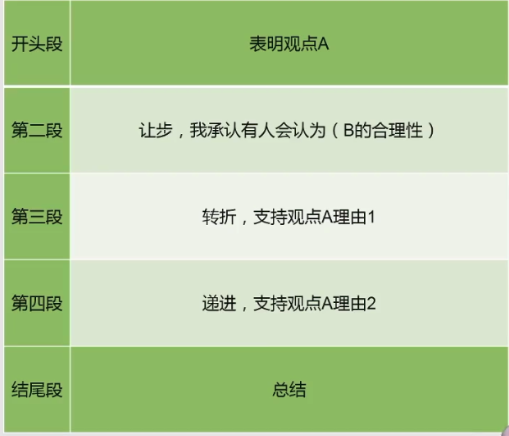 开头段 表明观点A
第二段 让步，我承认有人会认为（B的合理性）
第三段 转折，支持观点A理由1
第四段 递进，支持观点A理由2
结尾段 总结